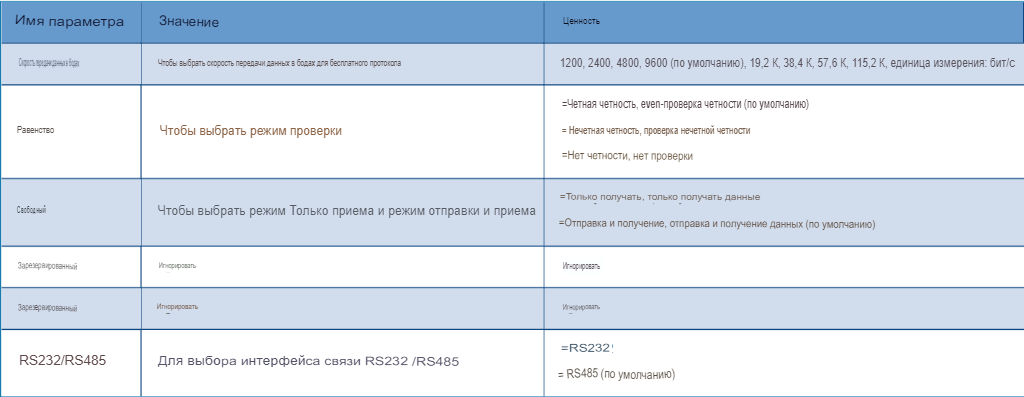 Имя параметра Значение Ценность
Скорость передачи данных в бодах Чтобы выбрать скорость передачи данных в бодах для бесплатного протокола 1200, 2400, 4800, 9600 (по умолчанию), 19,2 К, 38,4 К, 57,6 К, 115,2 К, единица измерения: бит/с
=Четная четность, even-проверка четности (по умолчанию)
Равенство Чтобы выбрать режим проверки = Нечетная четность, проверка нечетной четности
=Нет четности, нет проверки
=Только получать, только получать данные
Свободный Чтобы выбрать режим Только приема и режим отправки и приема
=Отправка и получение, отправка и получение данных (по умолчанию)
Зарезервированный Игнорировать Игнорировать
Зарезервированный Игнорировать Игнорировать
=RS232
RS232/RS485 Для выбора интерфейса связи RS232 /RS485
= RS485 (по умолчанию)